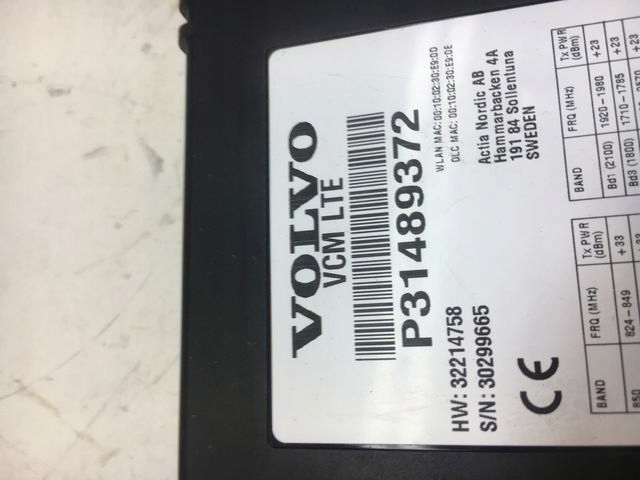 VOLVO
VCM LTE
P31489372
WLAN MAC: 00:10:02:30:E9:0D
DLC MAC: 00:10:02:30:E9:0E
HW: 32214758
S/N: 30299665
Actia Nordic AB
Hammarbacken 4A
191 84 Sollentuna
SWEDEN
CE
BAND FRQ (MHz) Tx PWR (dBm)
850 824-849 +33
BAND FRQ (MHz) Tx PWR (dBm)
Bd1 (2100) 1920-1980 +23
Bd3 (1800) 1710-1785 +23
+23